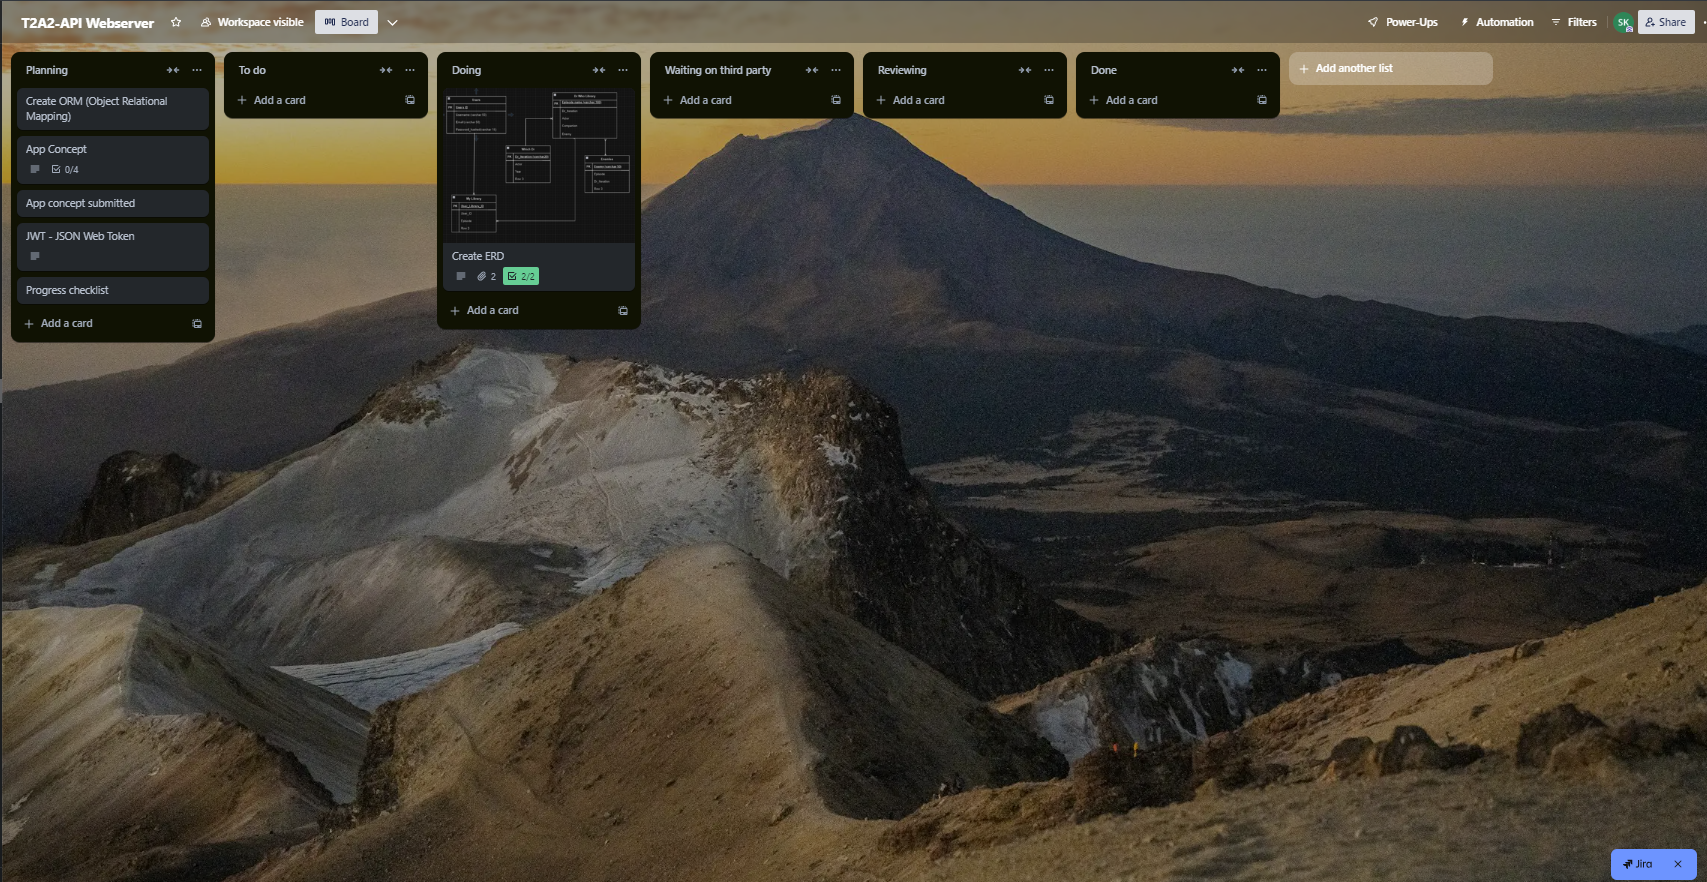 T2A2-API Webserver
Workspace visible
Board
Power-Ups
Automation
Filters
SK
Share
Planning
Create ORM (Object Relational
Mapping)
App Concept
0/4
App concept submitted
JWT - JSON Web Token
Progress checklist
Add a card
To do
Add a card
Doing
Create ERD
2
2/2
Add a card
Waiting on third party
Add a card
Reviewing
Add a card
Done
Add a card
Add another list
Jira